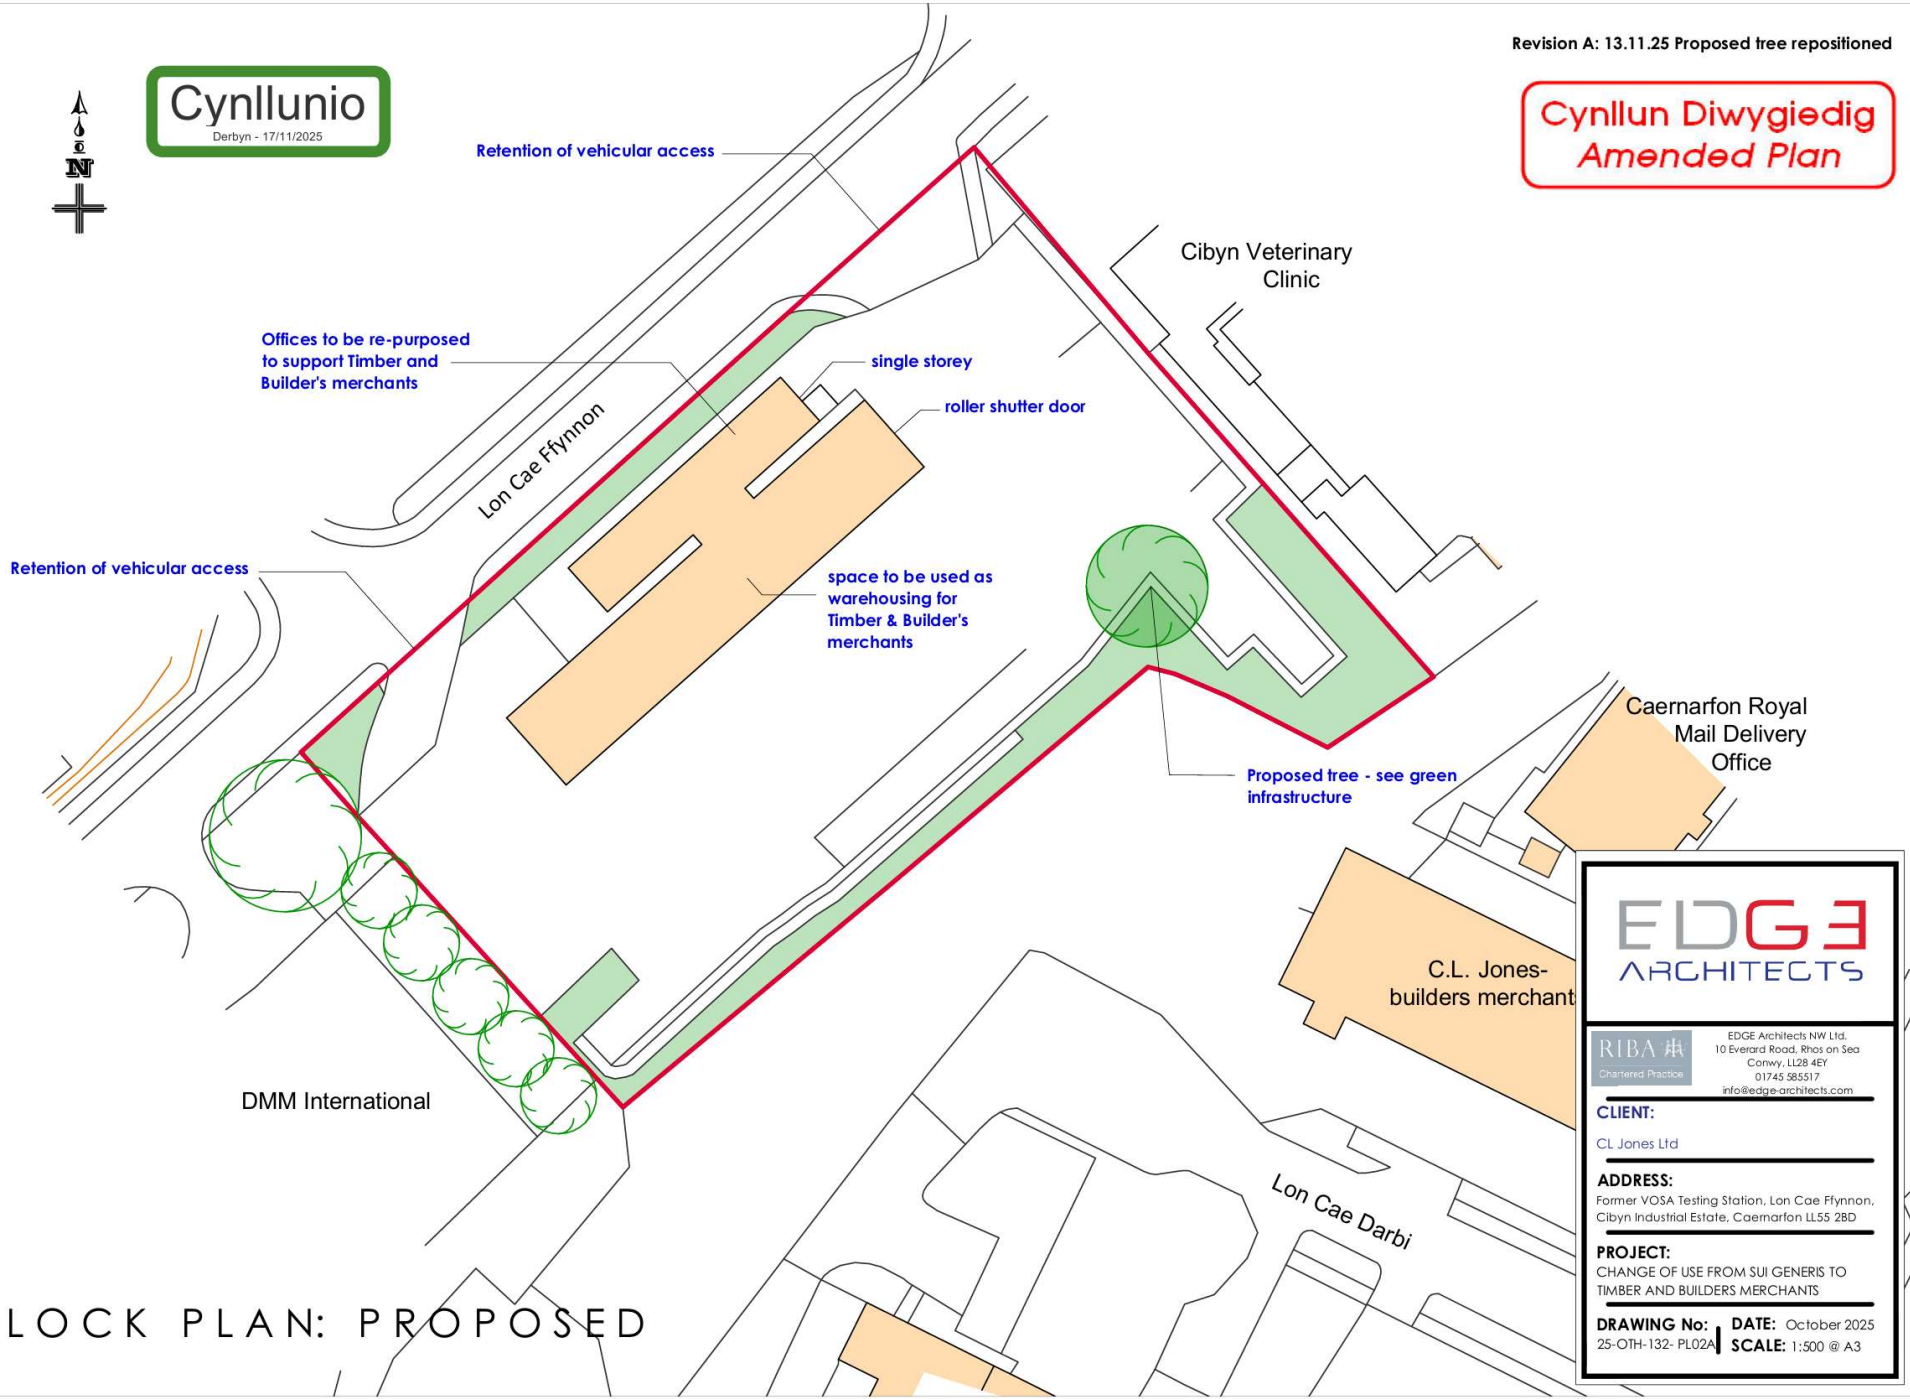 Revision A: 13.11.25 Proposed tree repositioned
Cynllunio
Derbyn - 17/11/2025
Cynllun Diwygiedig
Amended Plan
N
Retention of vehicular access
Cibyn Veterinary
Clinic
Offices to be re-purposed
to support Timber and
Builder's merchants
single storey
roller shutter door
Lon Cae Ffynnon
Retention of vehicular access
space to be used as
warehousing for
Timber & Builder's
merchants
Caernarfon Royal
Mail Delivery
Office
Proposed tree - see green
infrastructure
C.L. Jones-
builders merchant
DMM International
Lon Cae Darbi
LOCK PLAN: PROPOSED
EDGE
ARCHITECTS
RIBA
Chartered Practice
EDGE Architects NW Ltd.
10 Everard Road, Rhos on Sea
Conwy, LL28 4EY
01745 585517
info@edge-architects.com
CLIENT:
CL Jones Ltd
ADDRESS:
Former VOSA Testing Station, Lon Cae Ffynnon,
Cibyn Industrial Estate, Caernarfon LL55 2BD
PROJECT:
CHANGE OF USE FROM SUI GENERIS TO
TIMBER AND BUILDERS MERCHANTS
DRAWING No:
25-OTH-132- PL02A
DATE: October 2025
SCALE: 1:500 @ A3